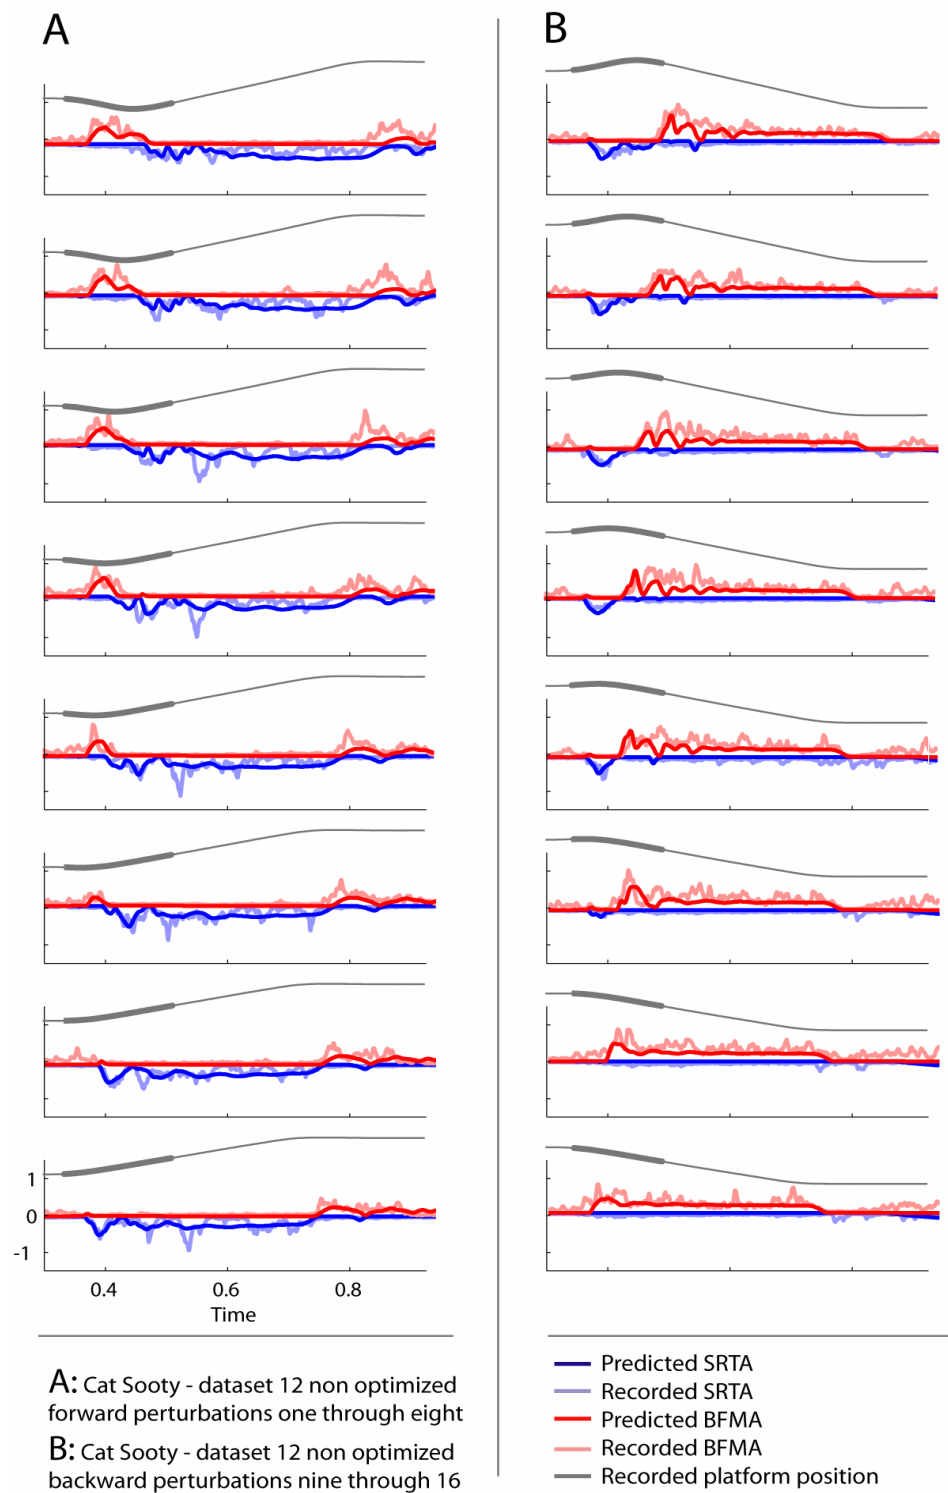 A
B
1
0
-1
0.4 0.6 0.8
Time
A: Cat Sooty - dataset 12 non optimized
forward perturbations one through eight
B: Cat Sooty - dataset 12 non optimized
backward perturbations nine through 16
Predicted SRTA
Recorded SRTA
Predicted BFMA
Recorded BFMA
Recorded platform position